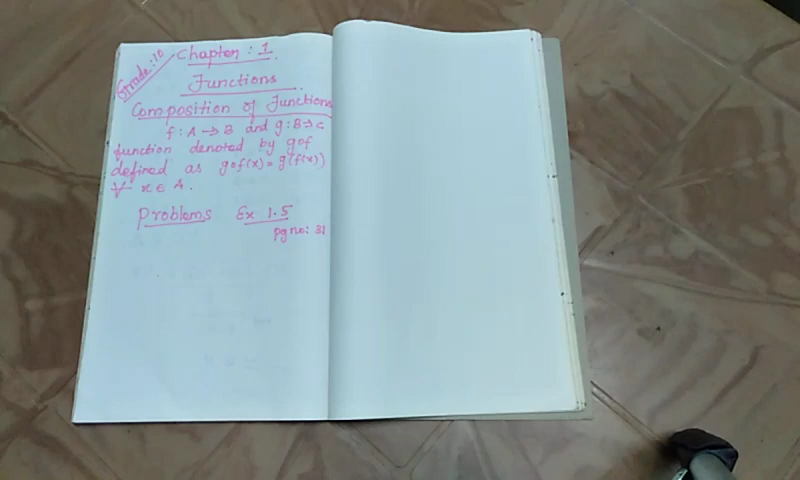 Grade: 10
Chapter : 1
Functions
Composition of Functions
f : A → B and g : B → C
function denoted by gof
defined as gof(x) = g(f(x))
∀ x ∈ A.
Problems Ex 1.5
pg no: 31